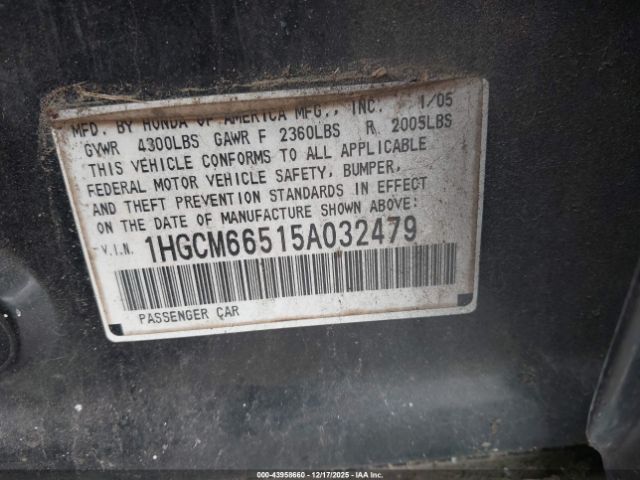 MFD. BY HONDA OF AMERICA MFG., INC. 1/05
GVWR 4300LBS GAWR F 2360LBS R 2005LBS
THIS VEHICLE CONFORMS TO ALL APPLICABLE
FEDERAL MOTOR VEHICLE SAFETY, BUMPER,
AND THEFT PREVENTION STANDARDS IN EFFECT
ON THE DATE OF MANUFACTURE SHOWN ABOVE:
V.I.N. 1HGCM66515A032479
PASSENGER CAR
000-43958660 - 12/17/2025 - IAA Inc.